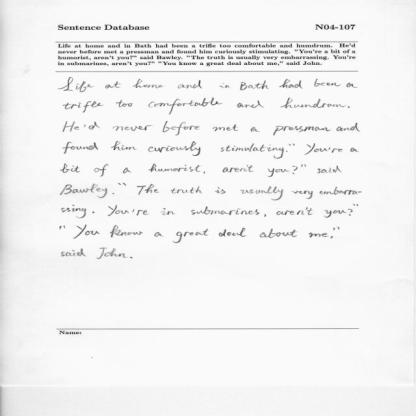 Sentence Database N04-107
Life at home and in Bath had been a trifle too comfortable and humdrum. He'd
never before met a pressman and found him curiously stimulating. "You're a bit of a
humorist, aren't you?" said Bawley. "The truth is usually very embarrassing. You're
in submarines, aren't you?" "You know a great deal about me," said John.
Life at home and in Bath had been a
trifle too comfortable and humdrum.
He'd never before met a pressman and
found him curiously stimulating." You're a
bit of a humorist, aren't you?" said
Bawley." The truth is usually very embarra-
ssing. You're in submarines, aren't you?"
" You know a great deal about me,"
said John.
Name: